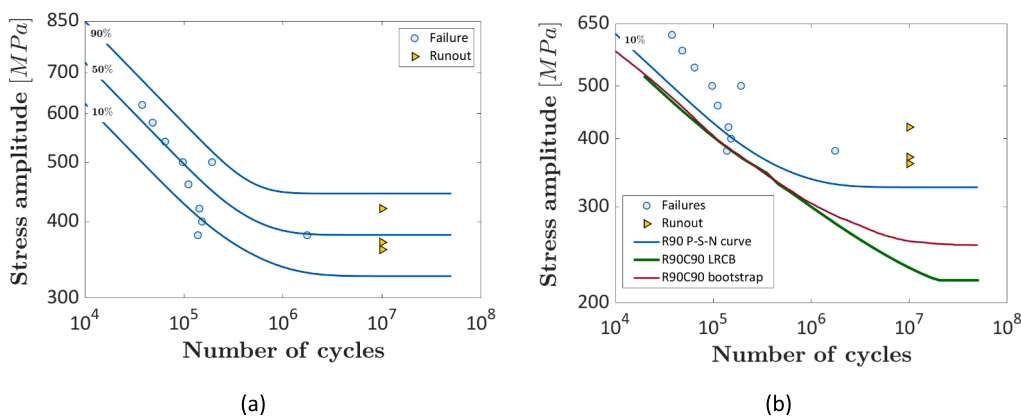 850
700
600
500
400
300
Stress amplitude [MPa]
90%
50%
10%
Failure
Runout
10^4
10^5
10^6
10^7
10^8
Number of cycles
(a)
650
500
400
300
200
Stress amplitude [MPa]
10%
Failures
Runout
R90 P-S-N curve
R90C90 LRCB
R90C90 bootstrap
10^4
10^5
10^6
10^7
10^8
Number of cycles
(b)